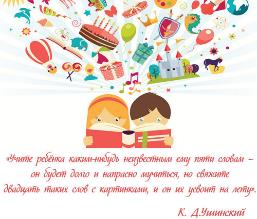 «Учите ребёнка каким-нибудь неизвестным ему пяти словам –
он будет долго и напрасно мучиться, но свяжите
двадцать таких слов с картинками, и он их усвоит на лету».
К. Д.Ушинский